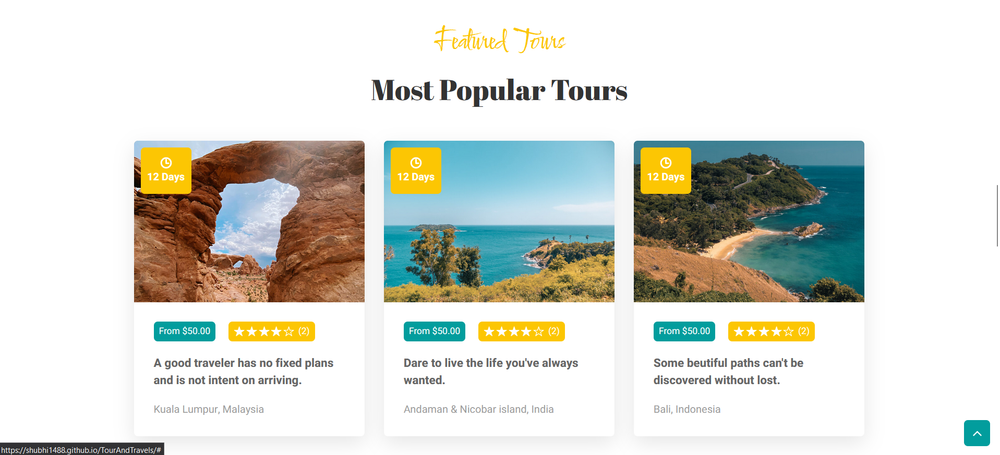 Featured Tours
Most Popular Tours
12 Days
12 Days
12 Days
From $50.00 ★★★★☆ (2)
A good traveler has no fixed plans
and is not intent on arriving.
Kuala Lumpur, Malaysia
From $50.00 ★★★★☆ (2)
Dare to live the life you've always
wanted.
Andaman & Nicobar island, India
From $50.00 ★★★★☆ (2)
Some beutiful paths can't be
discovered without lost.
Bali, Indonesia
https://shubhi1488.github.io/TourAndTravels/#